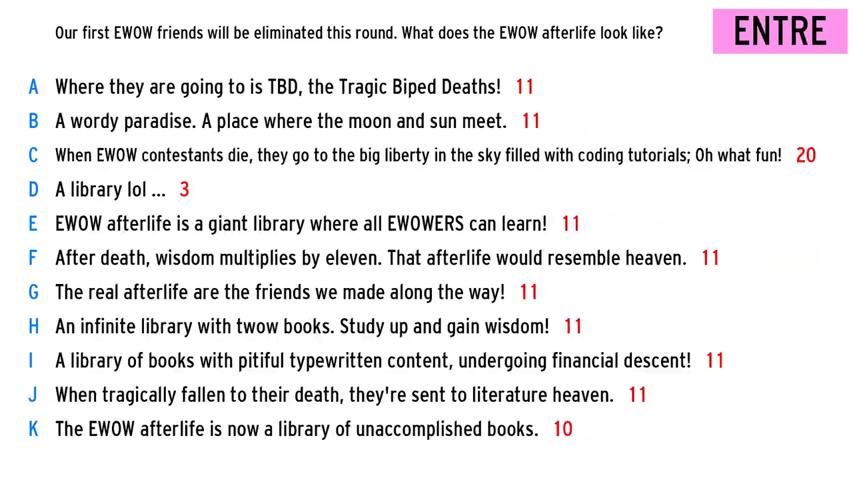 Our first EWOW friends will be eliminated this round. What does the EWOW afterlife look like?
ENTRE
A Where they are going to is TBD, the Tragic Biped Deaths! 11
B A wordy paradise. A place where the moon and sun meet. 11
C When EWOW contestants die, they go to the big liberty in the sky filled with coding tutorials; Oh what fun! 20
D A library lol ... 3
E EWOW afterlife is a giant library where all EWOWERS can learn! 11
F After death, wisdom multiplies by eleven. That afterlife would resemble heaven. 11
G The real afterlife are the friends we made along the way! 11
H An infinite library with twow books. Study up and gain wisdom! 11
I A library of books with pitiful typewritten content, undergoing financial descent! 11
J When tragically fallen to their death, they're sent to literature heaven. 11
K The EWOW afterlife is now a library of unaccomplished books. 10